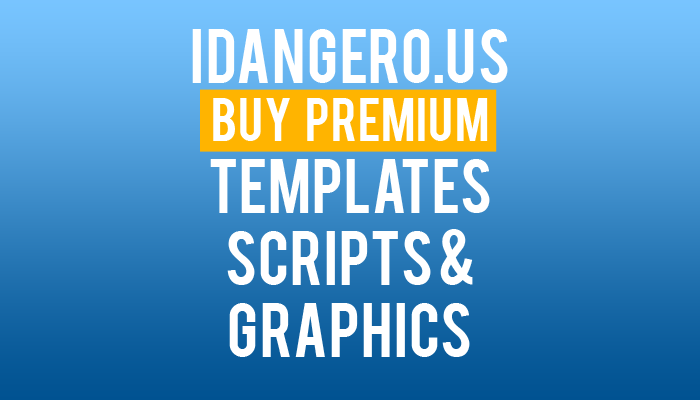 IDANGERO.US
BUY PREMIUM
TEMPLATES
SCRIPTS &
GRAPHICS